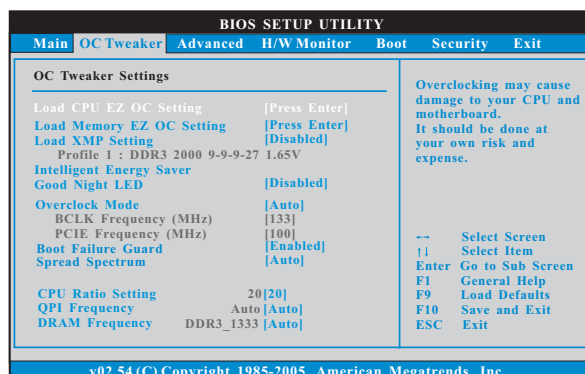 BIOS SETUP UTILITY
Main OC Tweaker Advanced H/W Monitor Boot Security Exit
OC Tweaker Settings
Load CPU EZ OC Setting [Press Enter]
Load Memory EZ OC Setting [Press Enter]
Load XMP Setting [Disabled]
Profile 1 : DDR3 2000 9-9-9-27 1.65V
Intelligent Energy Saver
Good Night LED [Disabled]
Overclock Mode [Auto]
BCLK Frequency (MHz) [133]
PCIE Frequency (MHz) [100]
Boot Failure Guard [Enabled]
Spread Spectrum [Auto]
CPU Ratio Setting 20 [20]
QPI Frequency Auto [Auto]
DRAM Frequency DDR3_1333 [Auto]
Overclocking may cause
damage to your CPU and
motherboard.
It should be done at
your own risk and
expense.
←→ Select Screen
↑↓ Select Item
Enter Go to Sub Screen
F1 General Help
F9 Load Defaults
F10 Save and Exit
ESC Exit
v02.54 (C) Copyright 1985-2005, American Megatrends, Inc.